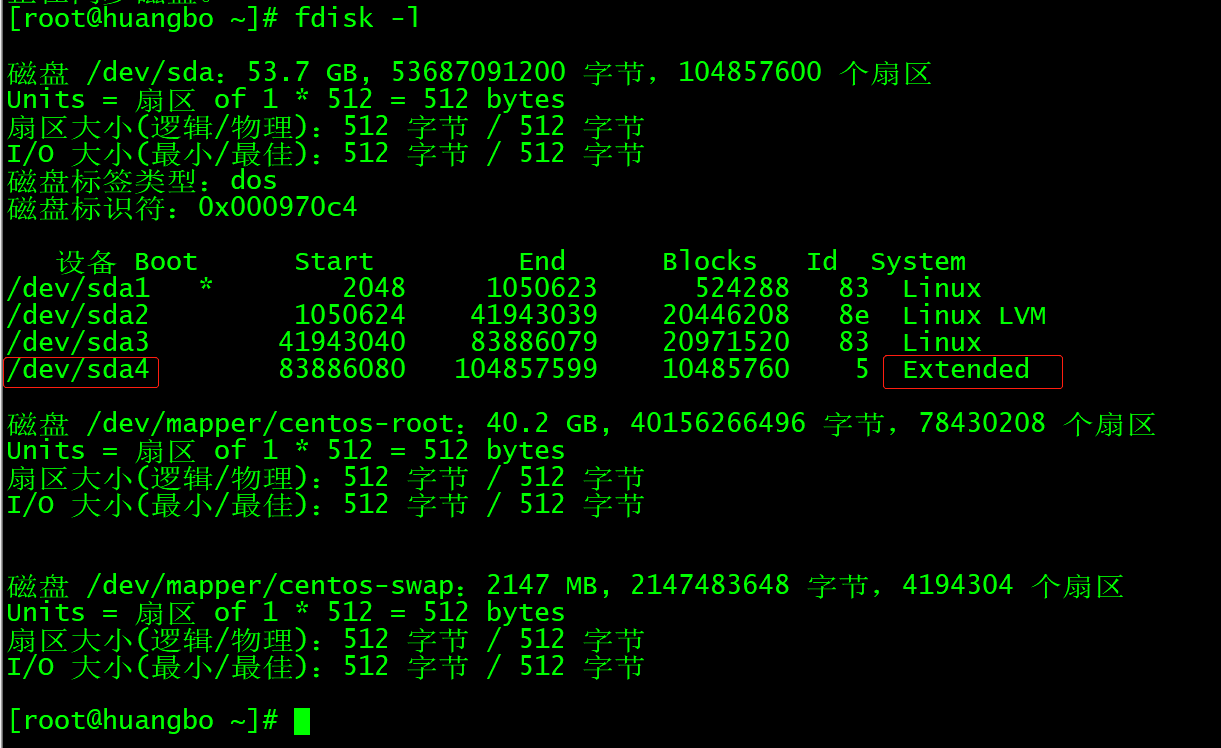 [root@huangbo ~]# fdisk -l
磁盘 /dev/sda：53.7 GB, 53687091200 字节，104857600 个扇区
Units = 扇区 of 1 * 512 = 512 bytes
扇区大小(逻辑/物理)：512 字节 / 512 字节
I/O 大小(最小/最佳)：512 字节 / 512 字节
磁盘标签类型：dos
磁盘标识符：0x000970c4
设备 Boot      Start         End      Blocks   Id  System
/dev/sda1   *        2048     1050623      524288   83  Linux
/dev/sda2         1050624    41943039    20446208   8e  Linux LVM
/dev/sda3        41943040    83886079    20971520   83  Linux
/dev/sda4        83886080   104857599    10485760    5  Extended
磁盘 /dev/mapper/centos-root：40.2 GB, 40156266496 字节，78430208 个扇区
Units = 扇区 of 1 * 512 = 512 bytes
扇区大小(逻辑/物理)：512 字节 / 512 字节
I/O 大小(最小/最佳)：512 字节 / 512 字节
磁盘 /dev/mapper/centos-swap：2147 MB, 2147483648 字节，4194304 个扇区
Units = 扇区 of 1 * 512 = 512 bytes
扇区大小(逻辑/物理)：512 字节 / 512 字节
I/O 大小(最小/最佳)：512 字节 / 512 字节
[root@huangbo ~]#